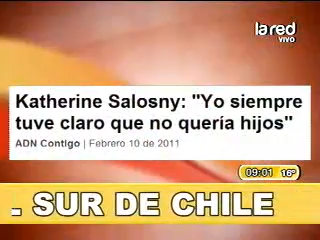 la red
VIVO
Katherine Salosny: "Yo siempre
tuve claro que no quería hijos"
ADN Contigo | Febrero 10 de 2011
09:01 16º
. SUR DE CHILE